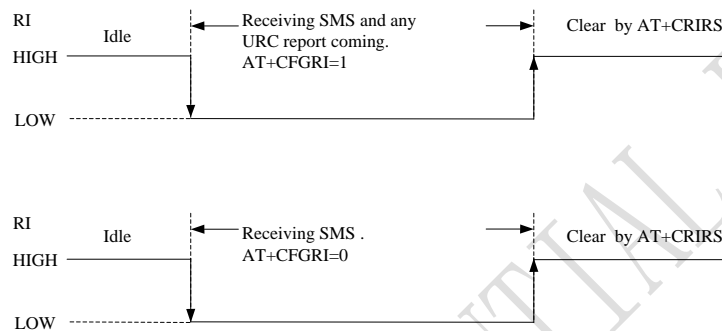 RI
Idle
Receiving SMS and any
URC report coming.
AT+CFGRI=1
Clear by AT+CRIRS
HIGH
LOW
RI
Idle
Receiving SMS .
AT+CFGRI=0
Clear by AT+CRIRS
HIGH
LOW